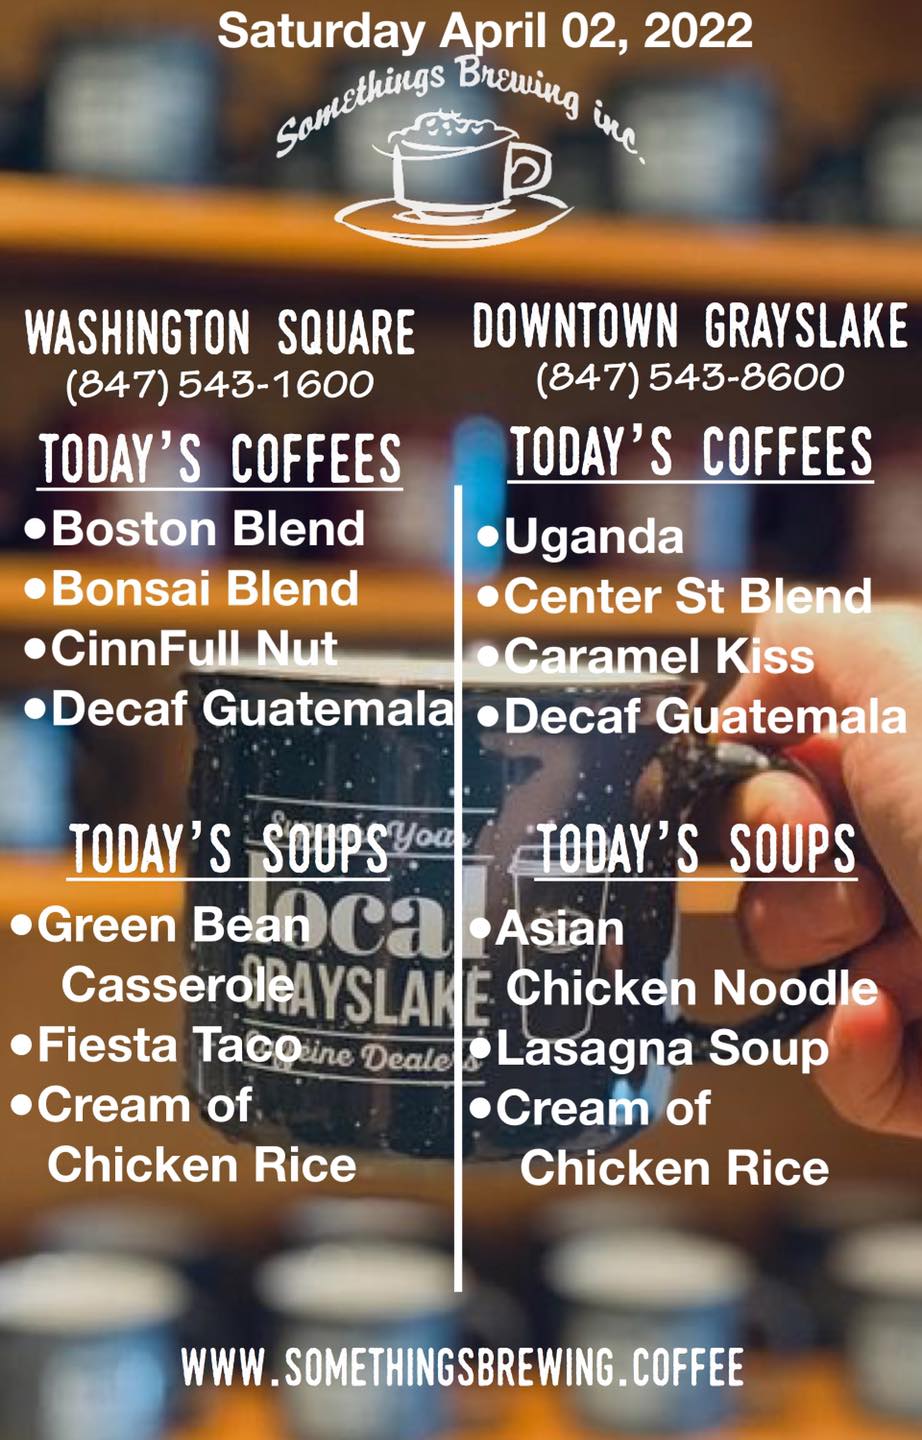 Saturday April 02, 2022
Somethings Brewing inc.
WASHINGTON SQUARE
(847) 543-1600
TODAY'S COFFEES
•Boston Blend
•Bonsai Blend
•CinnFull Nut
•Decaf Guatemala
TODAY'S SOUPS
•Green Bean
Casserole
•Fiesta Taco
•Cream of
Chicken Rice
DOWNTOWN GRAYSLAKE
(847) 543-8600
TODAY'S COFFEES
•Uganda
•Center St Blend
•Caramel Kiss
•Decaf Guatemala
TODAY'S SOUPS
•Asian
Chicken Noodle
•Lasagna Soup
•Cream of
Chicken Rice
Support Your
local
GRAYSLAKE
Caffeine Dealers
WWW.SOMETHINGSBREWING.COFFEE